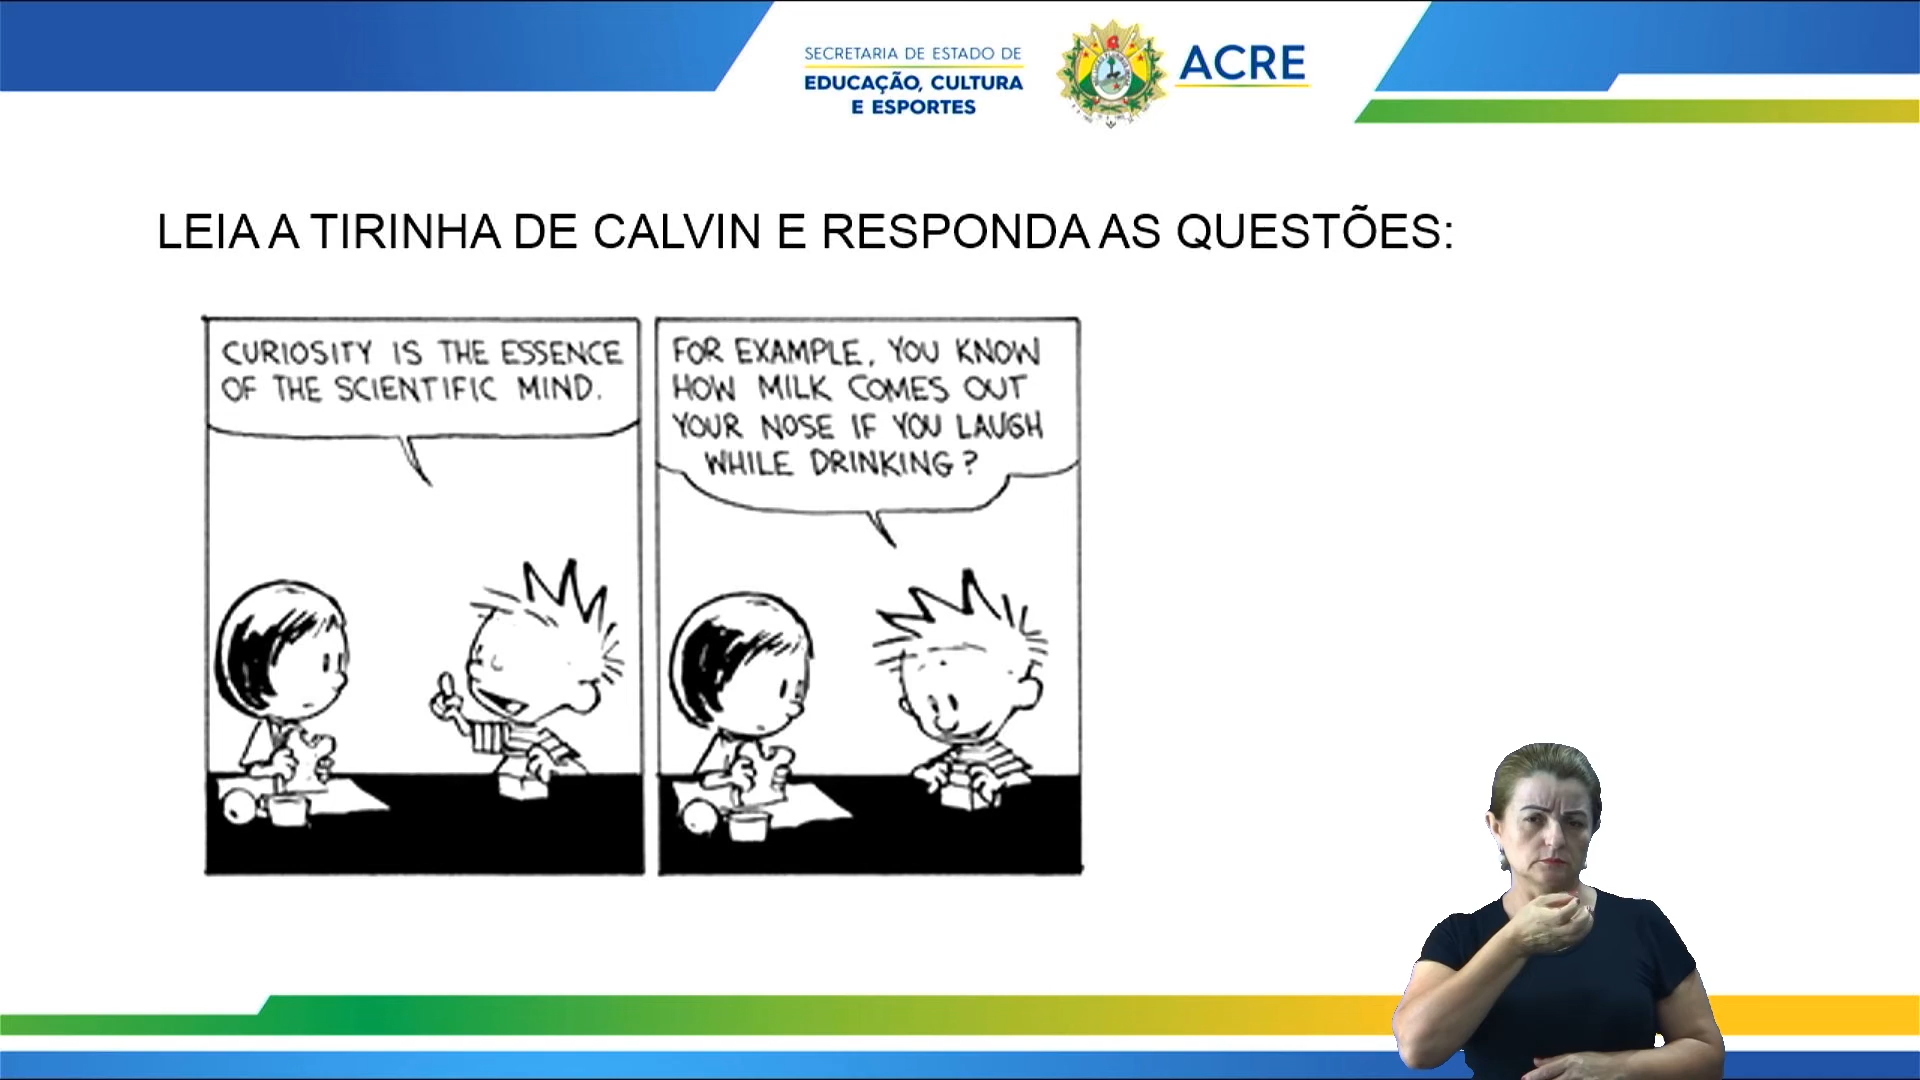 SECRETARIA DE ESTADO DE
EDUCAÇÃO, CULTURA
E ESPORTES
ACRE
LEIA A TIRINHA DE CALVIN E RESPONDA AS QUESTÕES:
CURIOSITY IS THE ESSENCE
OF THE SCIENTIFIC MIND.
FOR EXAMPLE, YOU KNOW
HOW MILK COMES OUT
YOUR NOSE IF YOU LAUGH
WHILE DRINKING?